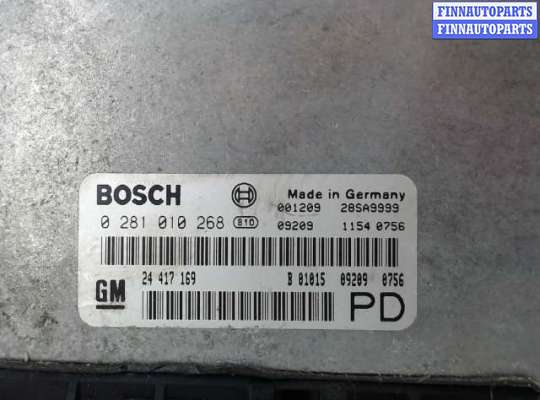 FINNAUTOPARTS
FINNAUTOPARTS
BOSCH Made in Germany
001209 28SA9999
0 281 010 268 810 09209 1154 0756
24 417 169 B 01015 09209 0756
GM PD